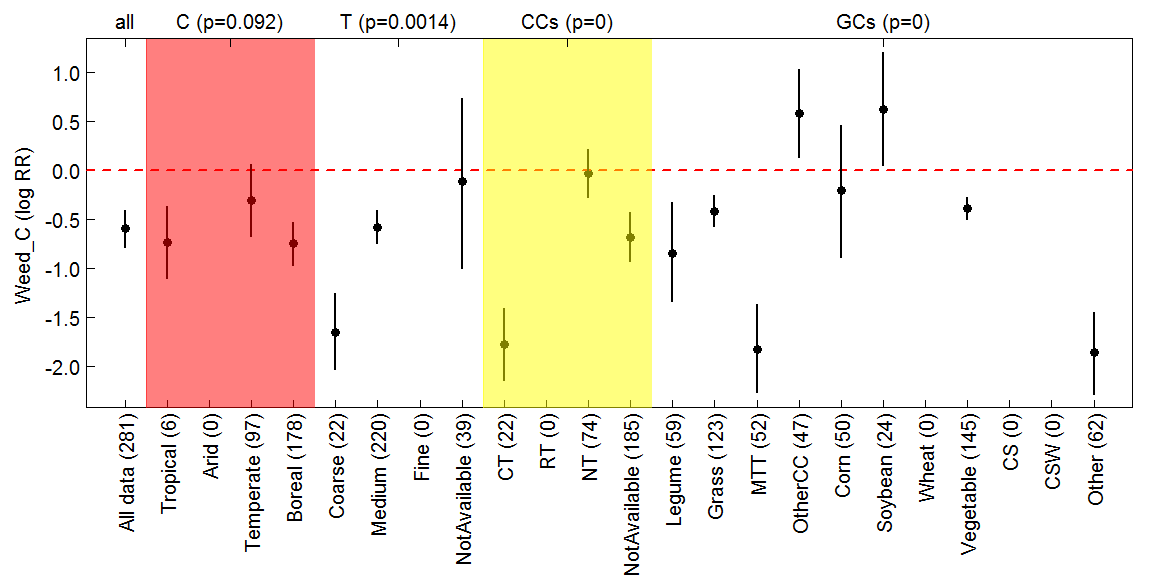 all C (p=0.092) T (p=0.0014) CCs (p=0) GCs (p=0)
Weed_C (log RR)
1.0
0.5
0.0
-0.5
-1.0
-1.5
-2.0
All data (281)
Tropical (6)
Arid (0)
Temperate (97)
Boreal (178)
Coarse (22)
Medium (220)
Fine (0)
NotAvailable (39)
CT (22)
RT (0)
NT (74)
NotAvailable (185)
Legume (59)
Grass (123)
MTT (52)
OtherCC (47)
Corn (50)
Soybean (24)
Wheat (0)
Vegetable (145)
CS (0)
CSW (0)
Other (62)